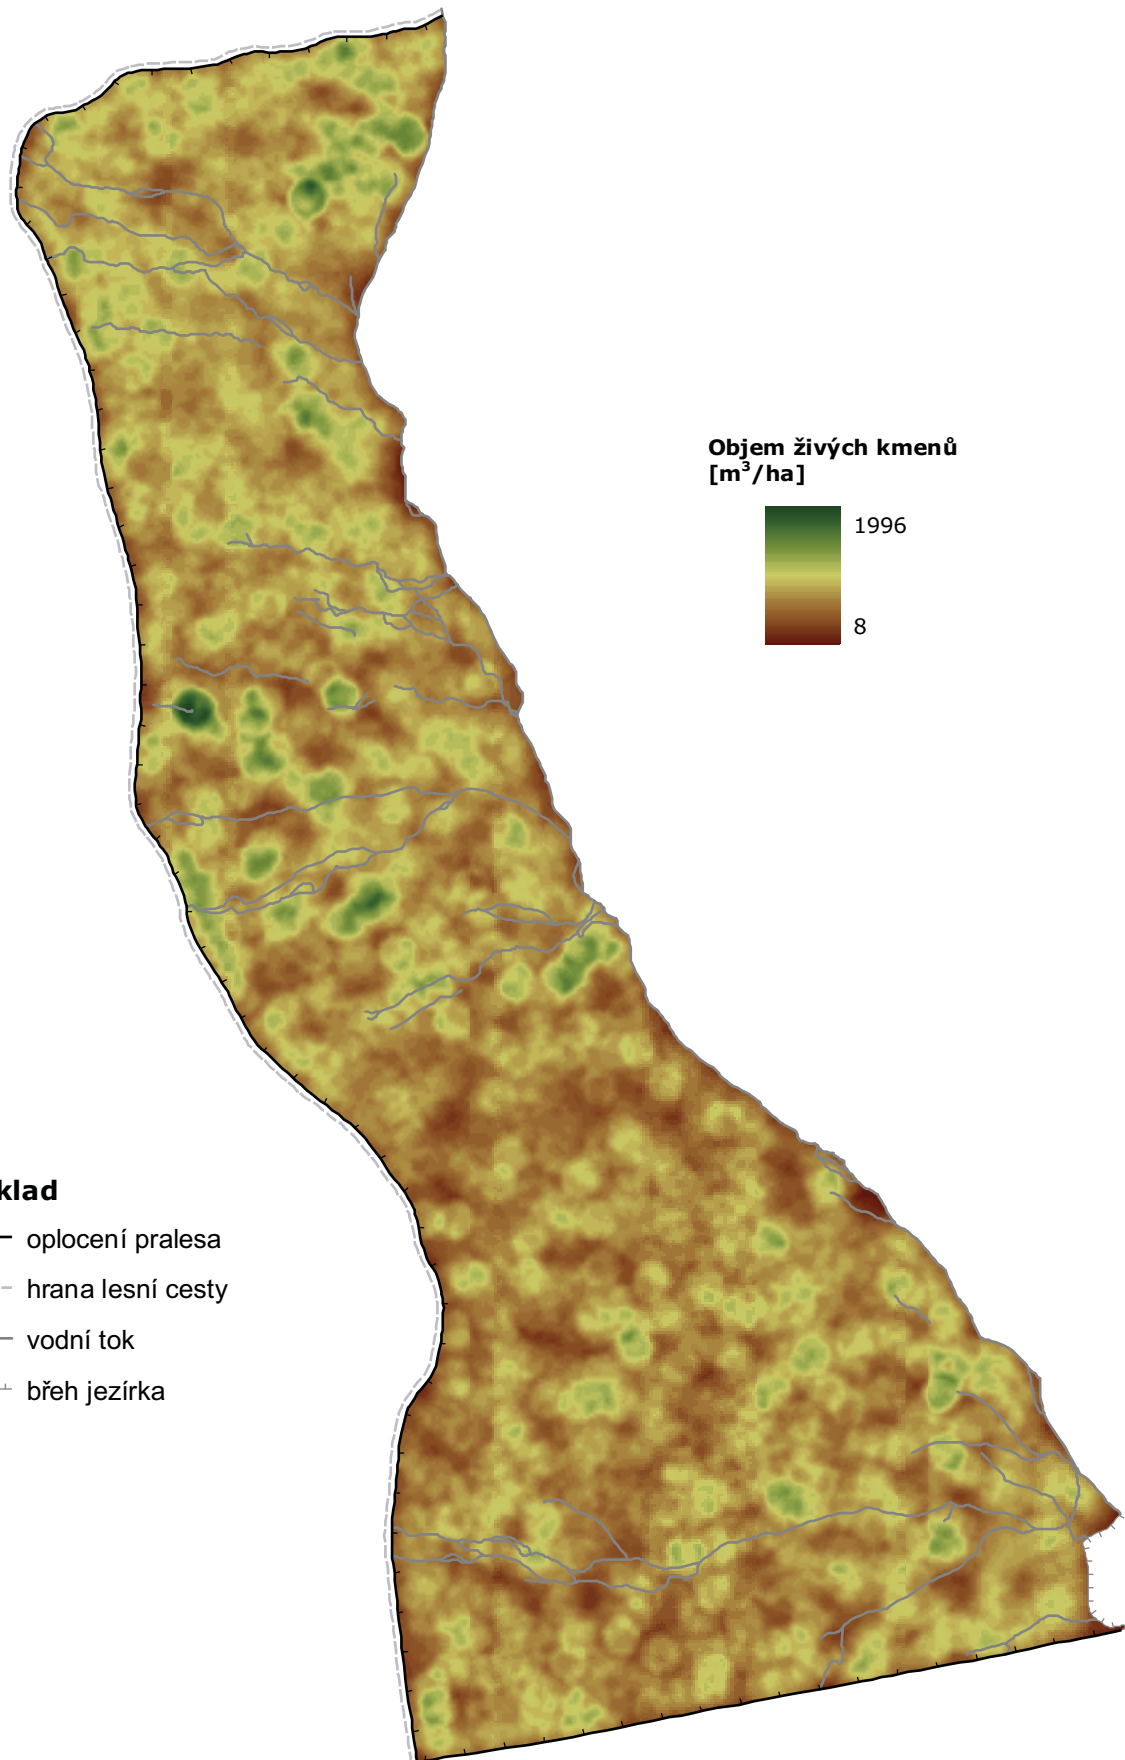 Objem živých kmenů
[m³/ha]
1996
8
klad
oplocení pralesa
hrana lesní cesty
vodní tok
břeh jezírka